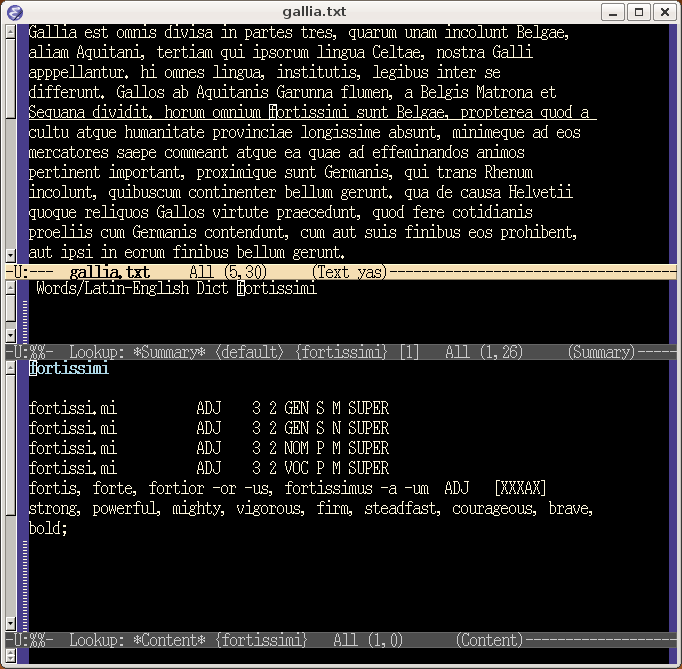 gallia.txt
Gallia est omnis divisa in partes tres, quarum unam incolunt Belgae,
aliam Aquitani, tertiam qui ipsorum lingua Celtae, nostra Galli
apppellantur. hi omnes lingua, institutis, legibus inter se
differunt. Gallos ab Aquitanis Garunna flumen, a Belgis Matrona et
Sequana dividit. horum omnium fortissimi sunt Belgae, propterea quod a
cultu atque humanitate provinciae longissime absunt, minimeque ad eos
mercatores saepe commeant atque ea quae ad effeminandos animos
pertinent important, proximique sunt Germanis, qui trans Rhenum
incolunt, quibuscum continenter bellum gerunt. qua de causa Helvetii
quoque reliquos Gallos virtute praecedunt, quod fere cotidianis
proeliis cum Germanis contendunt, cum aut suis finibus eos prohibent,
aut ipsi in eorum finibus bellum gerunt.
-U:---  gallia.txt     All (5,30)     (Text yas)------------------------------------
Words/Latin-English Dict fortissimi
-U:%%-  Lookup: *Summary* <default> {fortissimi} [1]   All (1,26)     (Summary)-----
fortissimi
fortissi.mi          ADJ    3 2 GEN S M SUPER
fortissi.mi          ADJ    3 2 GEN S N SUPER
fortissi.mi          ADJ    3 2 NOM P M SUPER
fortissi.mi          ADJ    3 2 VOC P M SUPER
fortis, forte, fortior -or -us, fortissimus -a -um  ADJ   [XXXAX]
strong, powerful, mighty, vigorous, firm, steadfast, courageous, brave,
bold;
-U:%%-  Lookup: *Content* {fortissimi}   All (1,0)      (Content)-------------------